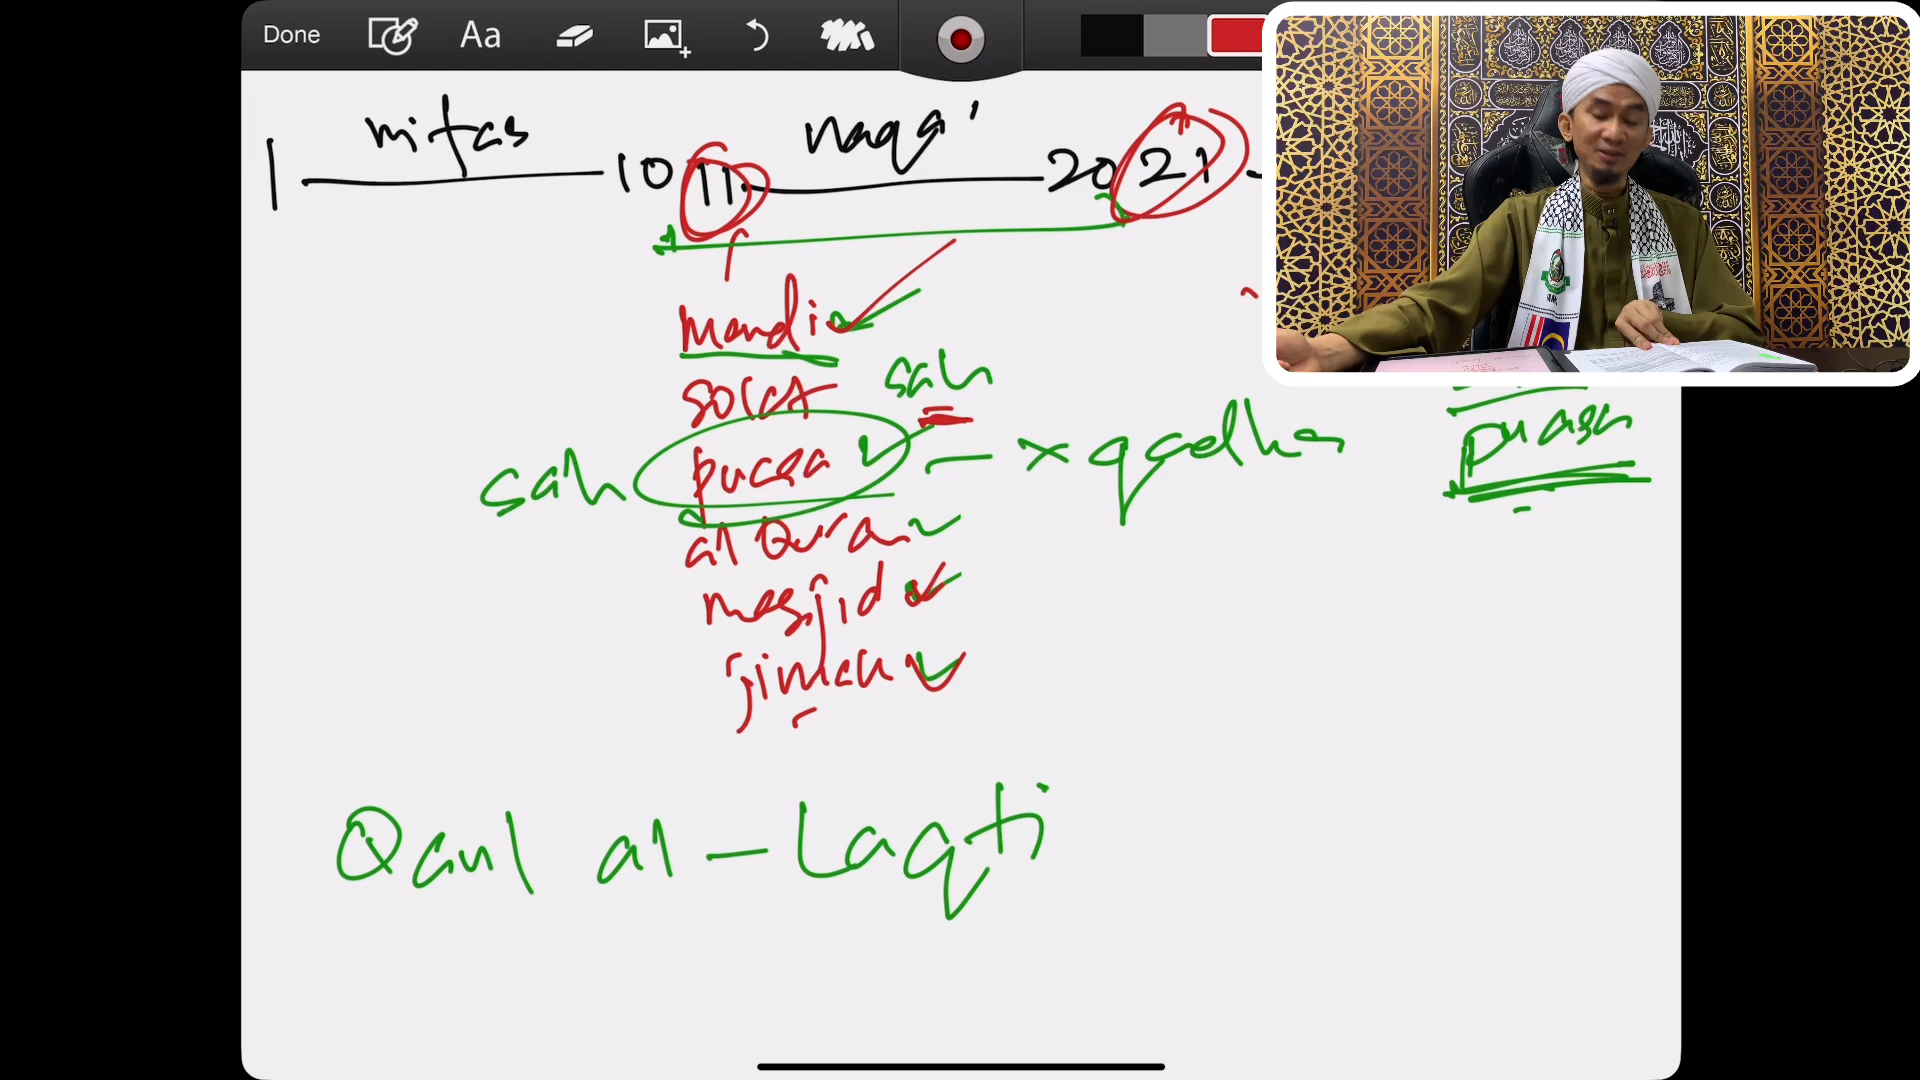 Done Aa
nifas naqa'
1 10 11 20 21
mandi
solat sah
sah puasa x qadha puasa
al Quran
masjid
jimak
Qaul al-Laqti